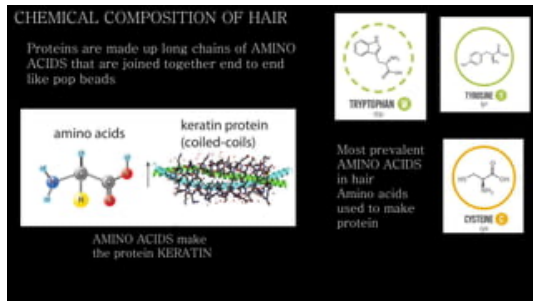 CHEMICAL COMPOSITION OF HAIR
Proteins are made up long chains of AMINO
ACIDS that are joined together end to end
like pop beads
amino acids
keratin protein
(coiled-coils)
AMINO ACIDS make
the protein KERATIN
TRYPTOPHAN W
TYROSINE Y
Most prevalent
AMINO ACIDS
in hair
Amino acids
used to make
protein
CYSTEINE C